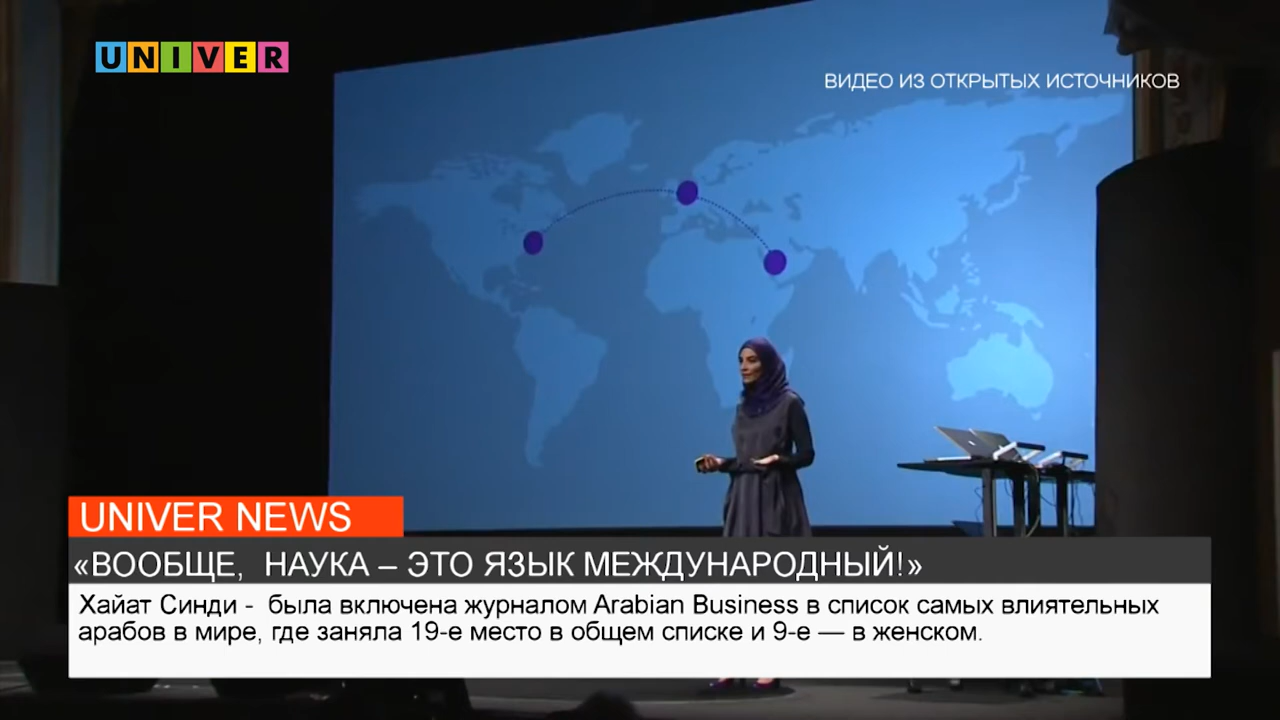 UNIVER
ВИДЕО ИЗ ОТКРЫТЫХ ИСТОЧНИКОВ
UNIVER NEWS
«ВООБЩЕ, НАУКА – ЭТО ЯЗЫК МЕЖДУНАРОДНЫЙ!»
Хайат Синди - была включена журналом Arabian Business в список самых влиятельных
арабов в мире, где заняла 19-е место в общем списке и 9-е — в женском.